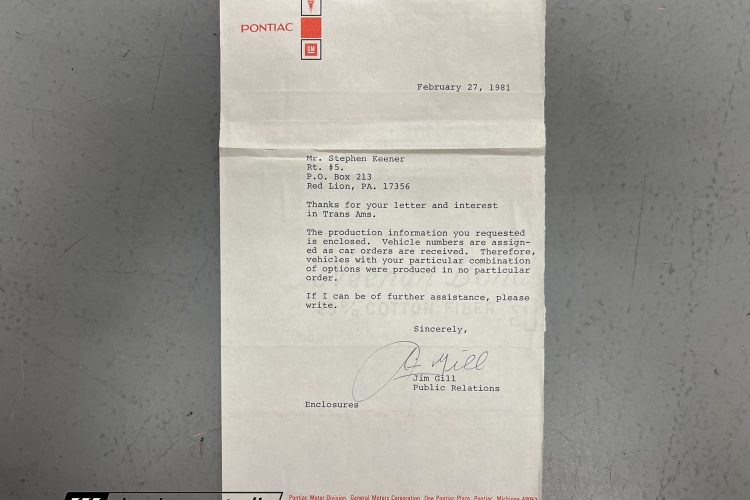 PONTIAC
GM
February 27, 1981
Mr. Stephen Keener
Rt. #5.
P.O. Box 213
Red Lion, PA. 17356
Thanks for your letter and interest
in Trans Ams.
The production information you requested
is enclosed. Vehicle numbers are assign-
ed as car orders are received. Therefore,
vehicles with your particular combination
of options were produced in no particular
order.
If I can be of further assistance, please
write.
COTTON FIBER
Sincerely,
Gill
Jim Gill
Public Relations
Enclosures
Pontiac Motor Division, General Motors Corporation, One Pontiac Plaza, Pontiac, Michigan